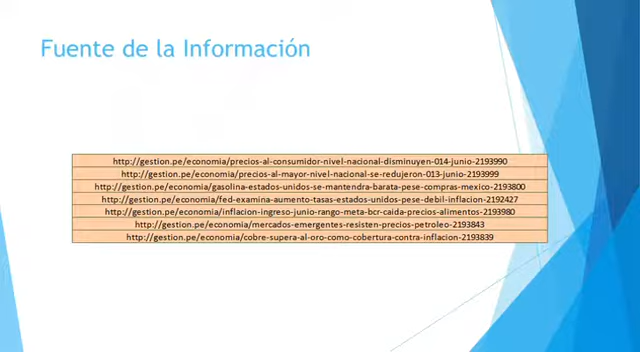 Fuente de la Información
http://gestion.pe/economia/precios-al-consumidor-nivel-nacional-disminuyen-014-junio-2193990
http://gestion.pe/economia/precios-al-mayor-nivel-nacional-se-redujeron-013-junio-2193999
http://gestion.pe/economia/gasolina-estados-unidos-se-mantendra-barata-pese-compras-mexico-2193800
http://gestion.pe/economia/fed-examina-aumento-tasas-estados-unidos-pese-debil-inflacion-2192427
http://gestion.pe/economia/inflacion-ingreso-junio-rango-meta-bcr-caida-precios-alimentos-2193980
http://gestion.pe/economia/mercados-emergentes-resisten-precios-petroleo-2193843
http://gestion.pe/economia/cobre-supera-al-oro-como-cobertura-contra-inflacion-2193839